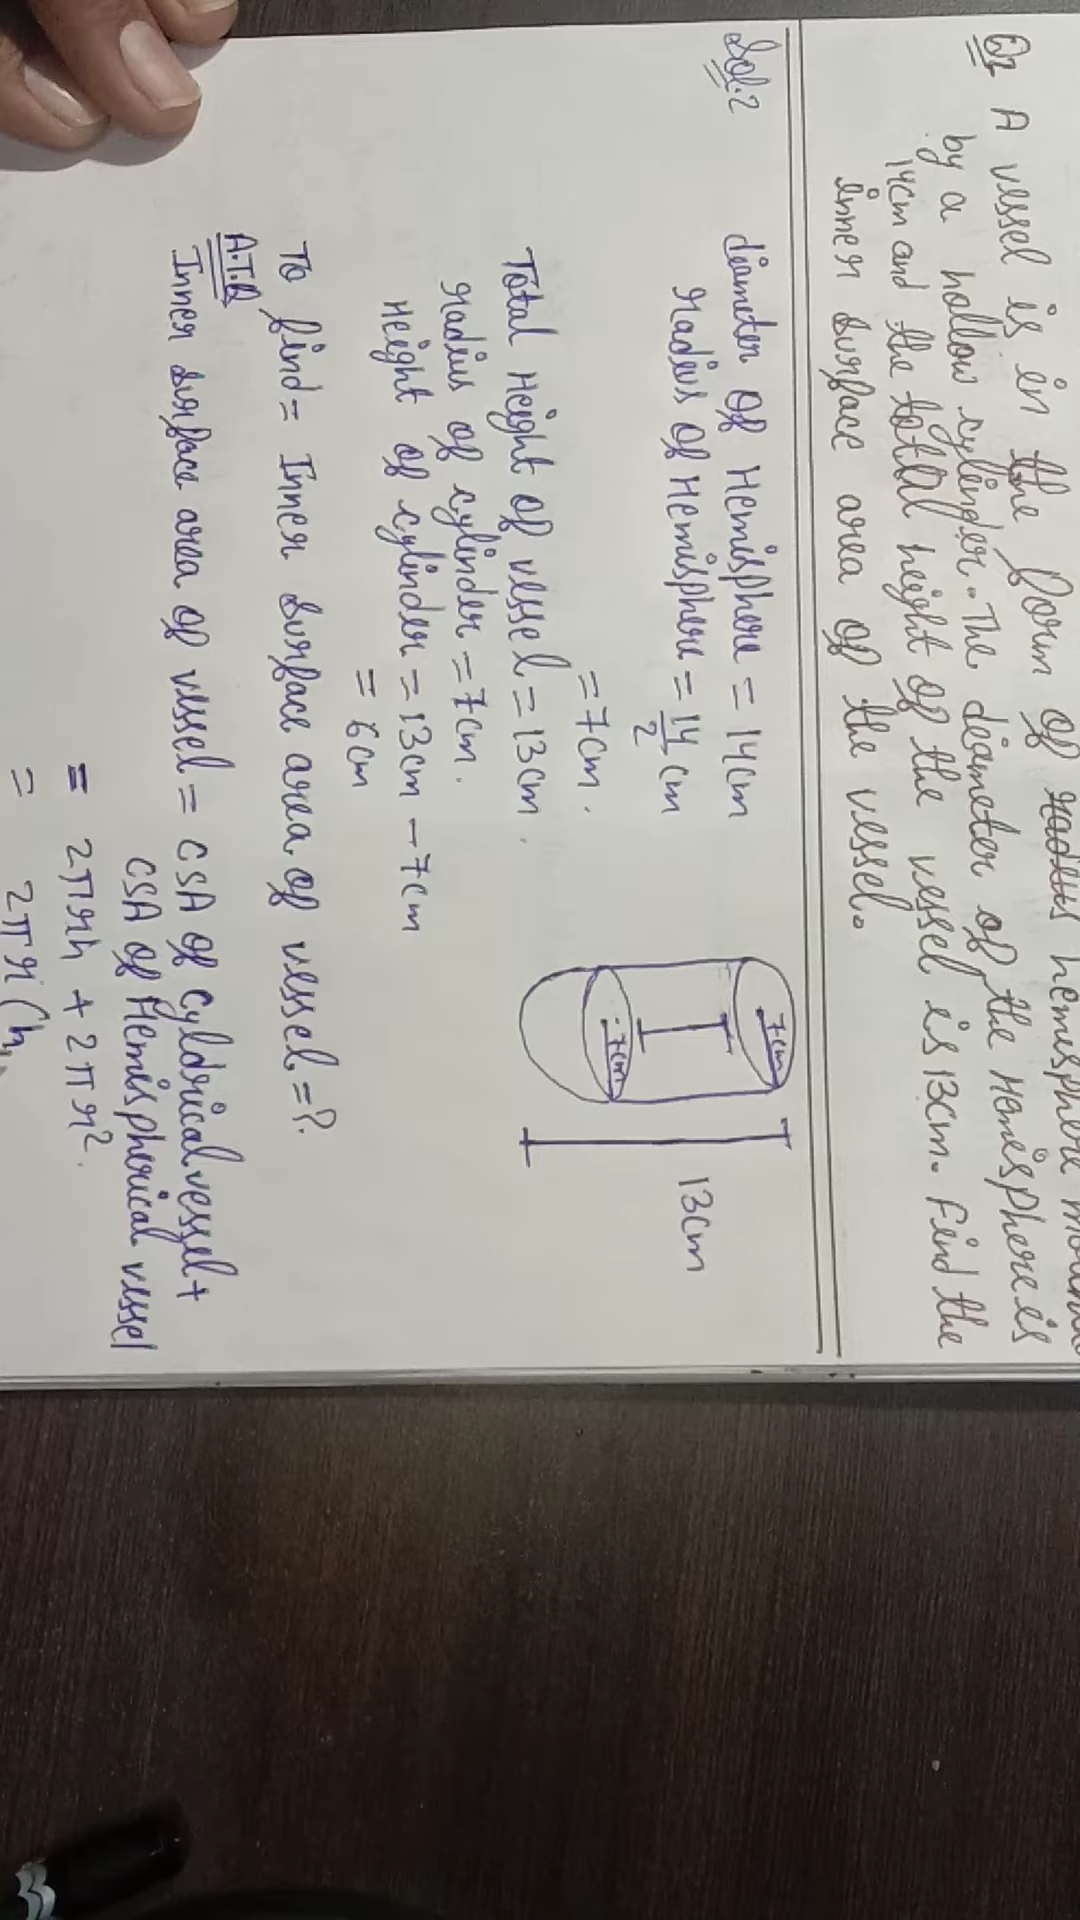 Q2 A vessel is in the form of radius hemisphere
by a hollow cylinder. The diameter of the Hemisphere is
14cm and the total height of the vessel is 13cm. Find the
inner surface area of the vessel.
Sol.2
diameter of Hemisphere = 14cm
radius of Hemisphere = 14/2 cm
= 7cm.
Total Height of vessel = 13cm.
radius of cylinder = 7cm.
Height of cylinder = 13cm - 7cm
= 6cm
7cm
7cm
13cm
To find = Inner surface area of vessel = ?
A.T.Q
Inner surface area of vessel = CSA of Cyldrical vessel +
CSA of Hemispherical vessel
= 2πrh + 2πr².
= 2πr (h